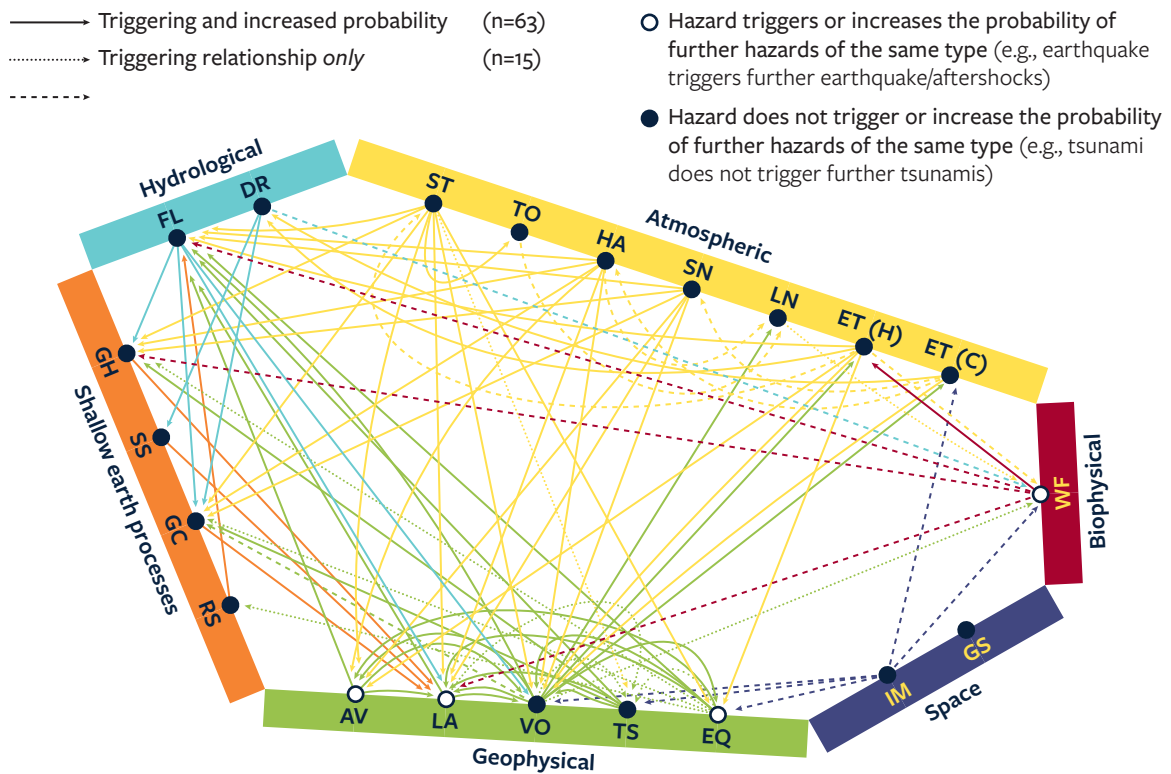 Triggering and increased probability (n=63)
Triggering relationship only (n=15)
Hazard triggers or increases the probability of
further hazards of the same type (e.g., earthquake
triggers further earthquake/aftershocks)
Hazard does not trigger or increase the probability
of further hazards of the same type (e.g., tsunami
does not trigger further tsunamis)
Hydrological
FL
DR
Atmospheric
ST
TO
HA
SN
LN
ET (H)
ET (C)
Biophysical
WF
Space
GS
IM
Geophysical
AV
LA
VO
TS
EQ
Shallow earth processes
GH
SS
GC
RS